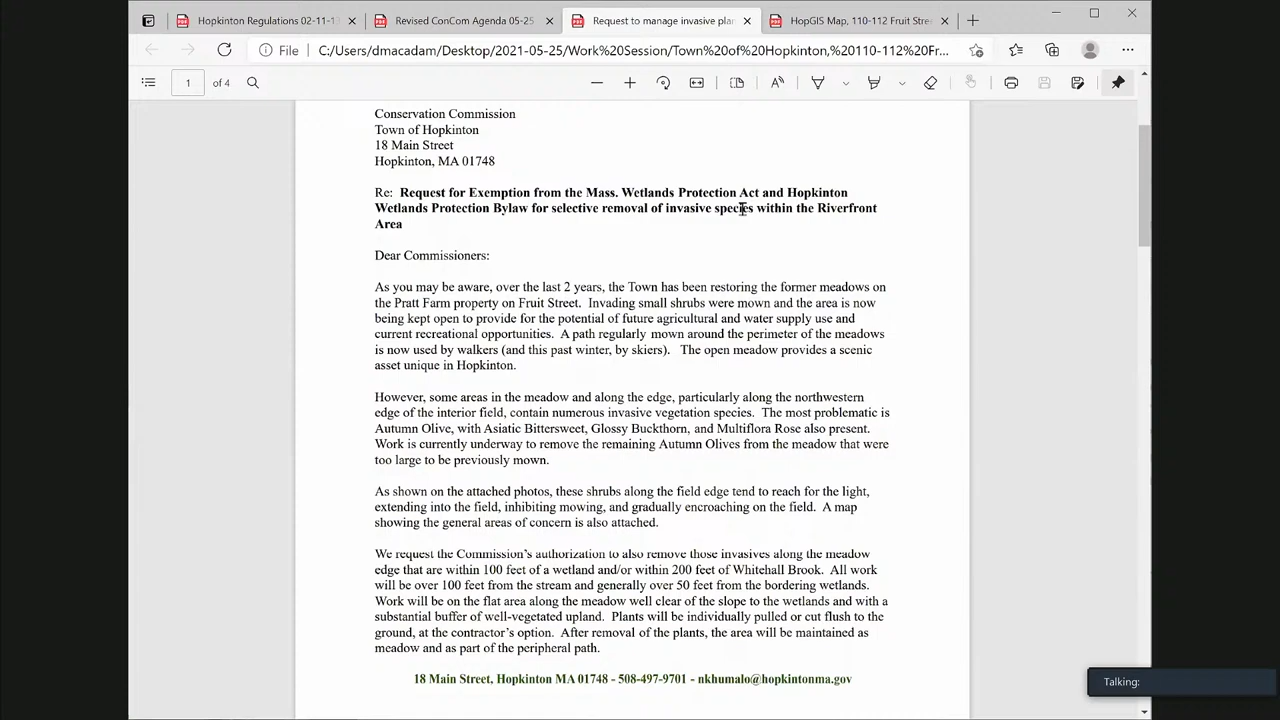 Hopkinton Regulations 02-11-13
Revised ConCom Agenda 05-25
Request to manage invasive plan
HopGIS Map, 110-112 Fruit Stre
File
C:/Users/dmacadam/Desktop/2021-05-25/Work%20Session/Town%20of%20Hopkinton,%20110-112%20Fr...
1 of 4
Conservation Commission
Town of Hopkinton
18 Main Street
Hopkinton, MA 01748
Re: Request for Exemption from the Mass. Wetlands Protection Act and Hopkinton
Wetlands Protection Bylaw for selective removal of invasive species within the Riverfront
Area
Dear Commissioners:
As you may be aware, over the last 2 years, the Town has been restoring the former meadows on
the Pratt Farm property on Fruit Street. Invading small shrubs were mown and the area is now
being kept open to provide for the potential of future agricultural and water supply use and
current recreational opportunities. A path regularly mown around the perimeter of the meadows
is now used by walkers (and this past winter, by skiers). The open meadow provides a scenic
asset unique in Hopkinton.
However, some areas in the meadow and along the edge, particularly along the northwestern
edge of the interior field, contain numerous invasive vegetation species. The most problematic is
Autumn Olive, with Asiatic Bittersweet, Glossy Buckthorn, and Multiflora Rose also present.
Work is currently underway to remove the remaining Autumn Olives from the meadow that were
too large to be previously mown.
As shown on the attached photos, these shrubs along the field edge tend to reach for the light,
extending into the field, inhibiting mowing, and gradually encroaching on the field. A map
showing the general areas of concern is also attached.
We request the Commission's authorization to also remove those invasives along the meadow
edge that are within 100 feet of a wetland and/or within 200 feet of Whitehall Brook. All work
will be over 100 feet from the stream and generally over 50 feet from the bordering wetlands.
Work will be on the flat area along the meadow well clear of the slope to the wetlands and with a
substantial buffer of well-vegetated upland. Plants will be individually pulled or cut flush to the
ground, at the contractor's option. After removal of the plants, the area will be maintained as
meadow and as part of the peripheral path.
18 Main Street, Hopkinton MA 01748 - 508-497-9701 - nkhumalo@hopkintonma.gov
Talking: